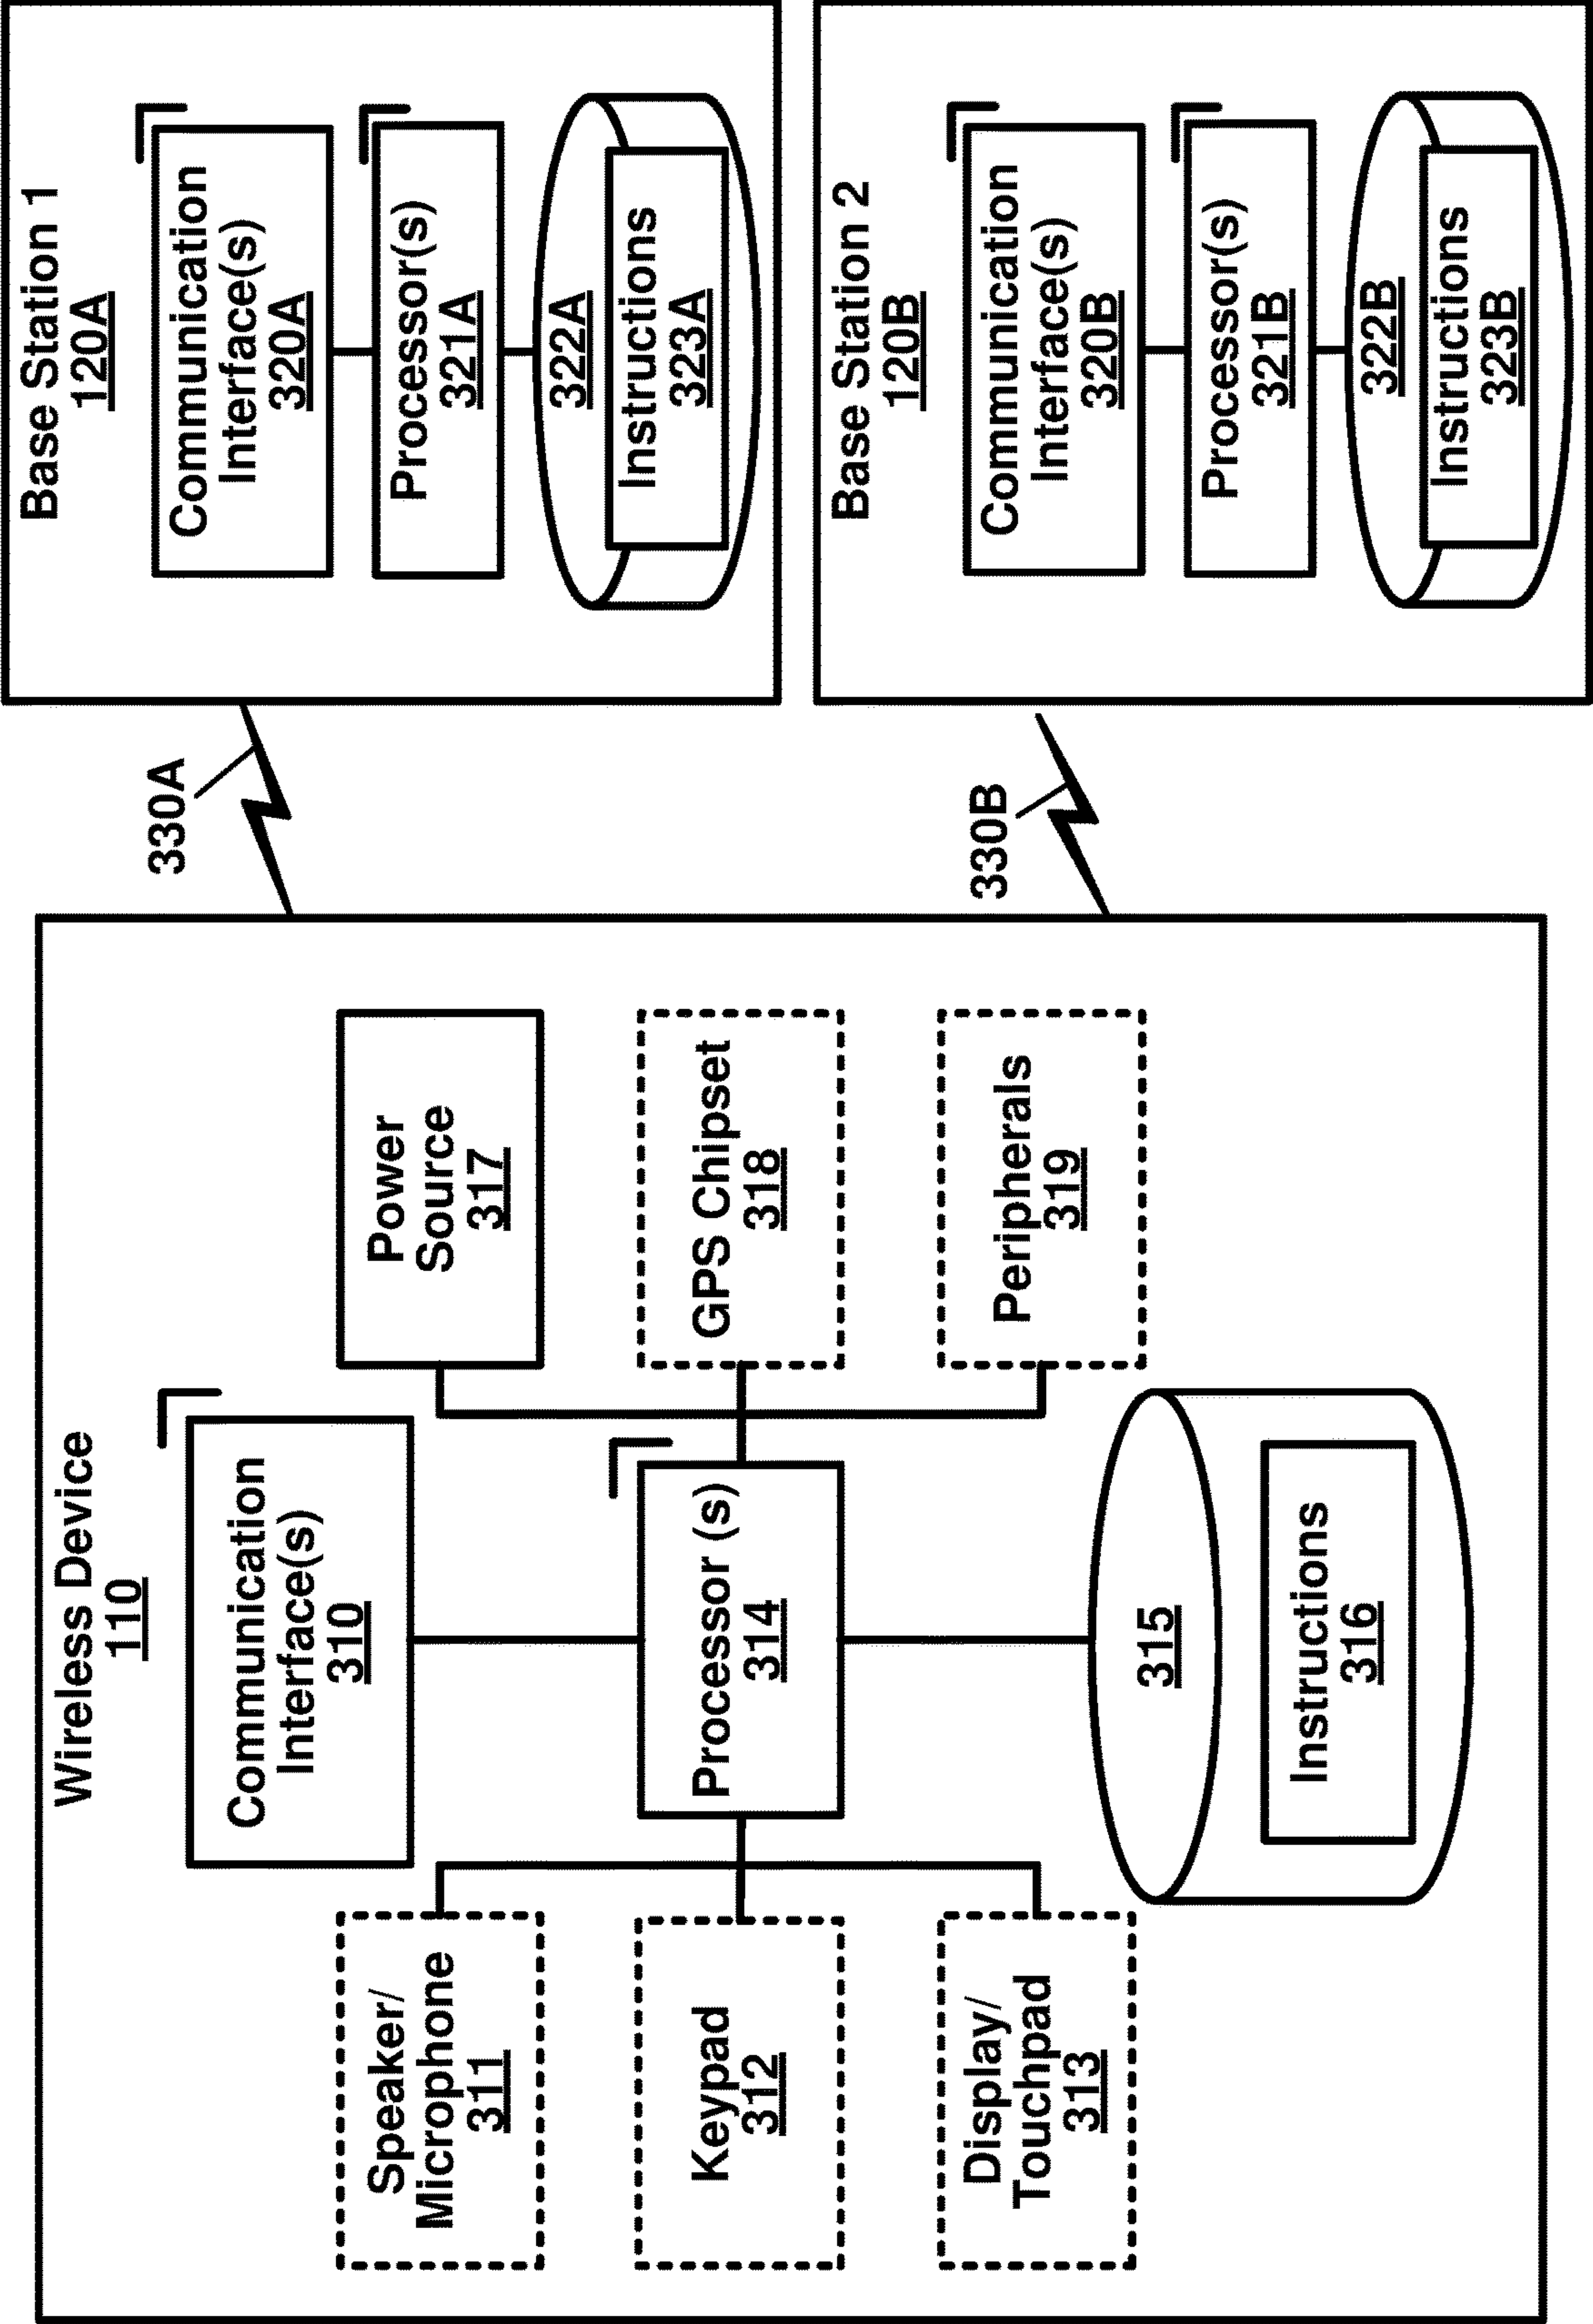 Wireless Device
110
Communication
Interface(s)
310
Speaker/
Microphone
311
Processor (s)
314
Power
Source
317
Keypad
312
GPS Chipset
318
Display/
Touchpad
313
Peripherals
319
315
Instructions
316
330A
330B
Base Station 1
120A
Communication
Interface(s)
320A
Processor(s)
321A
322A
Instructions
323A
Base Station 2
120B
Communication
Interface(s)
320B
Processor(s)
321B
322B
Instructions
323B